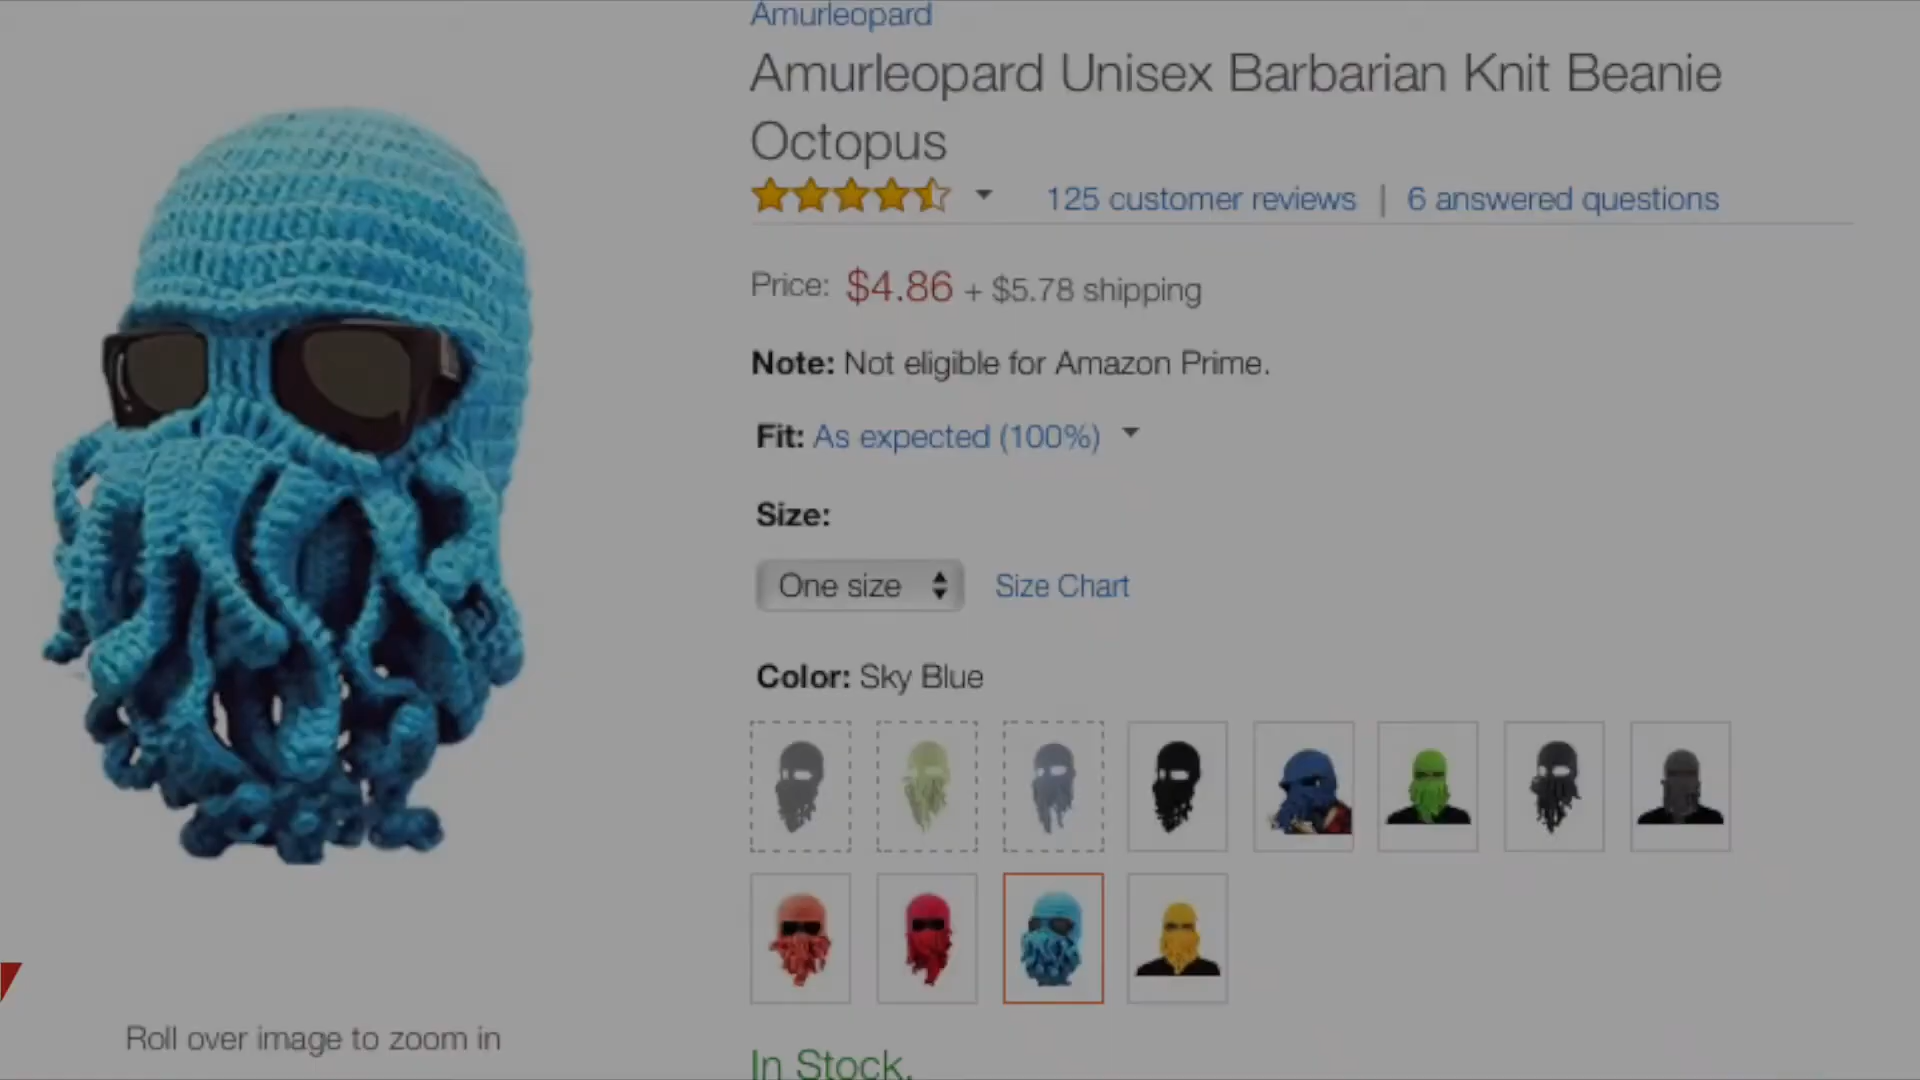 Amurleopard
Amurleopard Unisex Barbarian Knit Beanie
Octopus
125 customer reviews | 6 answered questions
Price: $4.86 + $5.78 shipping
Note: Not eligible for Amazon Prime.
Fit: As expected (100%)
Size:
One size Size Chart
Color: Sky Blue
Roll over image to zoom in
In Stock.